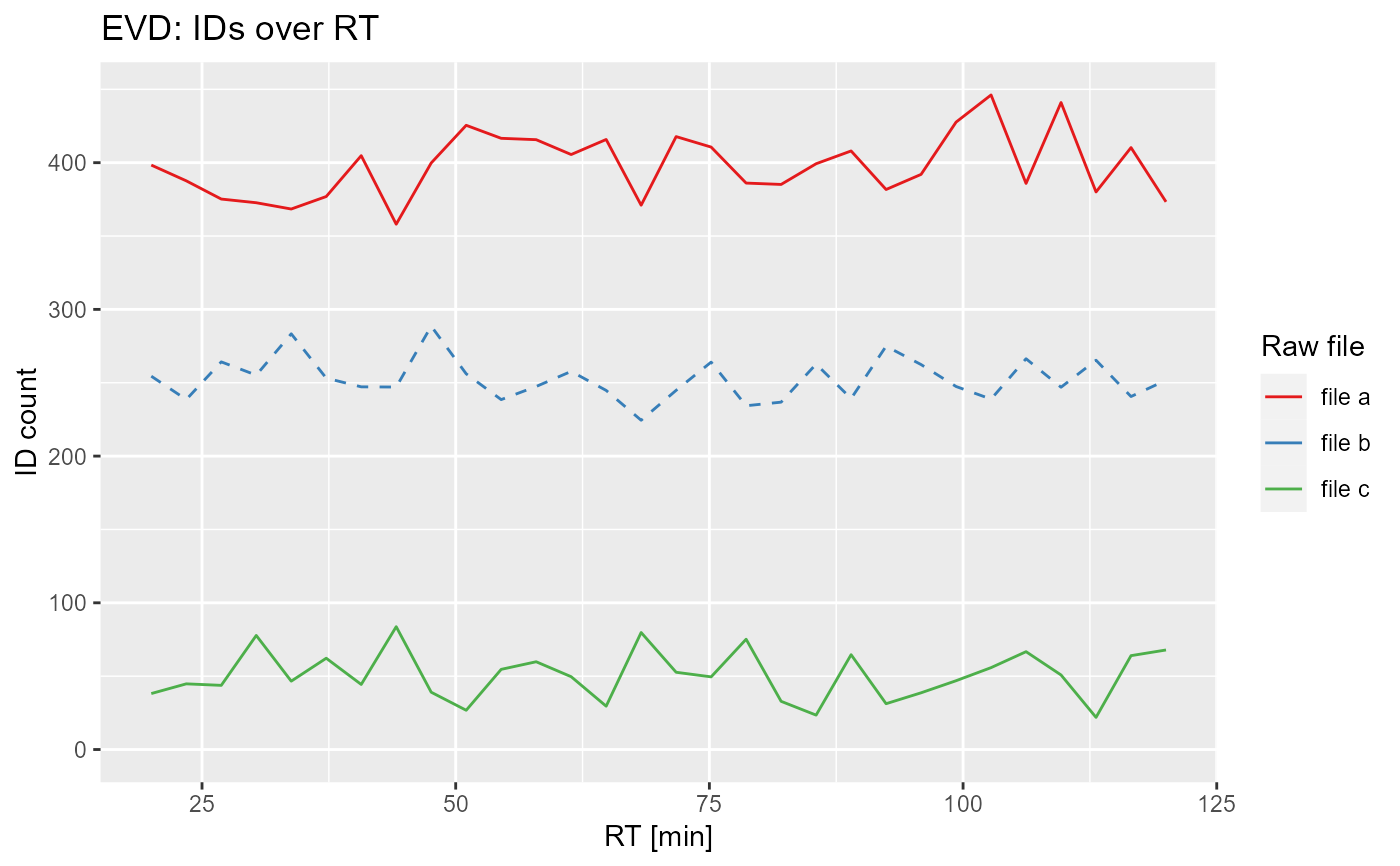 EVD: IDs over RT
400
300
200
100
0
ID count
25 50 75 100 125
RT [min]
Raw file
file a
file b
file c